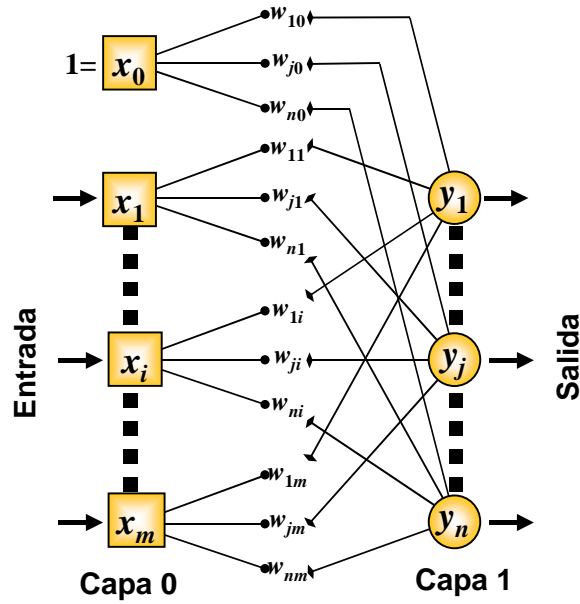 1= x₀
w₁₀
wⱼ₀
wₙ₀
x₁
w₁₁
wⱼ₁
wₙ₁
y₁
Entrada
xᵢ
w₁ᵢ
wⱼᵢ
wₙᵢ
yⱼ
Salida
xₘ
w₁ₘ
wⱼₘ
wₙₘ
yₙ
Capa 0
Capa 1